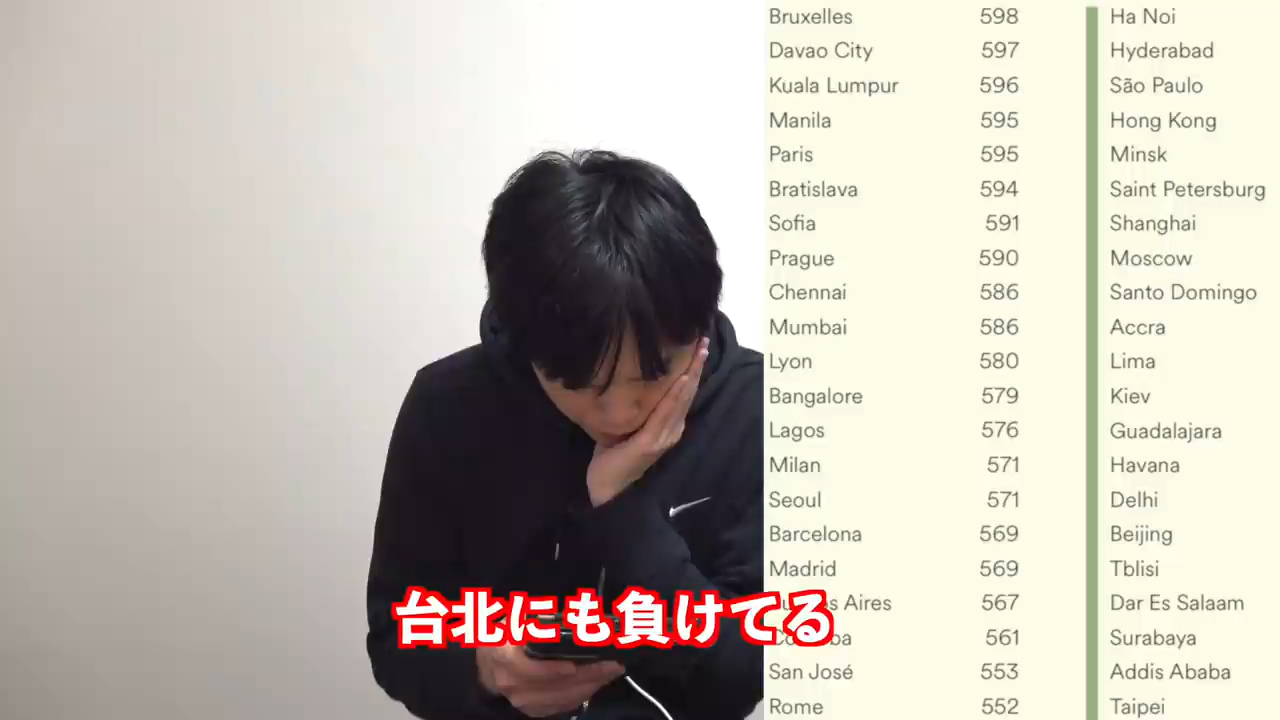 Bruxelles 598
Davao City 597
Kuala Lumpur 596
Manila 595
Paris 595
Bratislava 594
Sofia 591
Prague 590
Chennai 586
Mumbai 586
Lyon 580
Bangalore 579
Lagos 576
Milan 571
Seoul 571
Barcelona 569
Madrid 569
Aires 567
561
San José 553
Rome 552
Ha Noi
Hyderabad
São Paulo
Hong Kong
Minsk
Saint Petersburg
Shanghai
Moscow
Santo Domingo
Accra
Lima
Kiev
Guadalajara
Havana
Delhi
Beijing
Tblisi
Dar Es Salaam
Surabaya
Addis Ababa
Taipei
台北にも負けてる